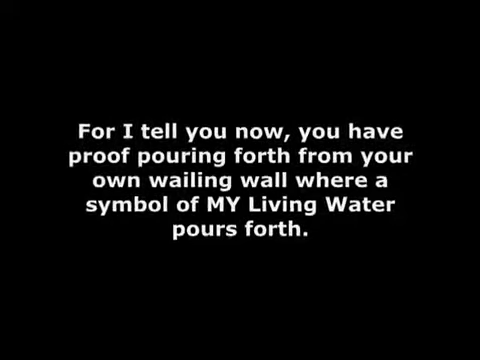 For I tell you now, you have
proof pouring forth from your
own wailing wall where a
symbol of MY Living Water
pours forth.